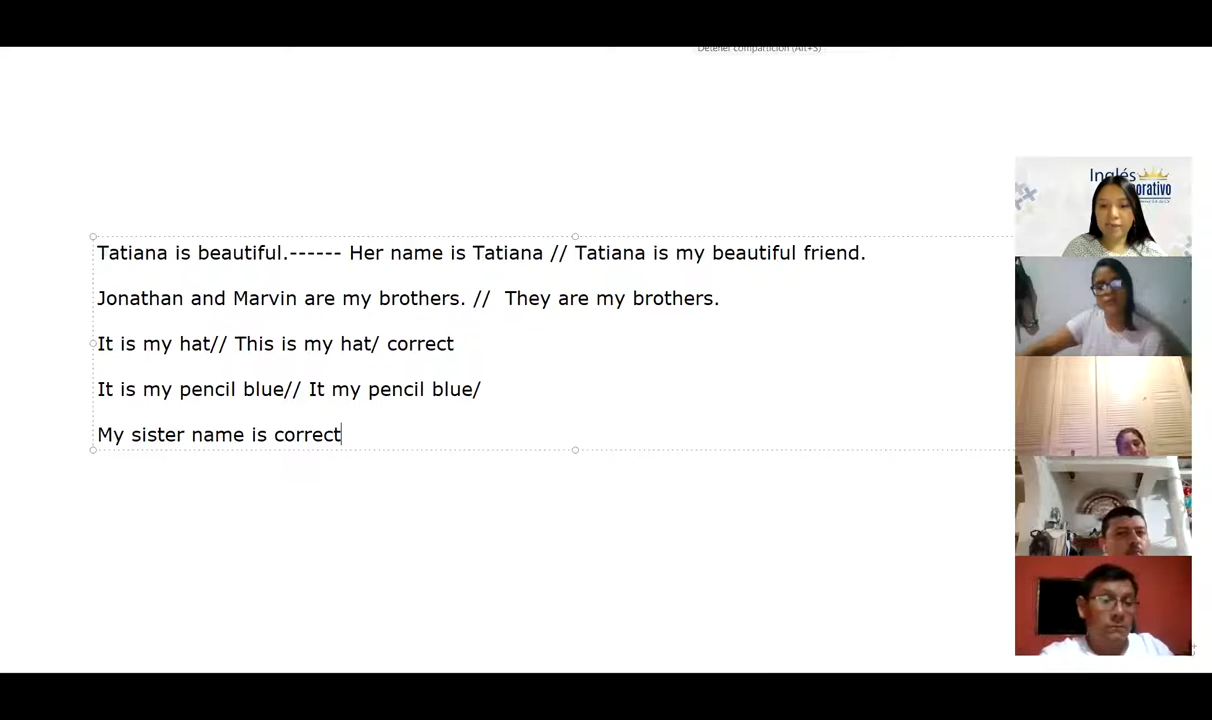 Detener compartición (Alt+S)
Inglés
orativo
Tatiana is beautiful.------ Her name is Tatiana // Tatiana is my beautiful friend.
Jonathan and Marvin are my brothers. //  They are my brothers.
It is my hat// This is my hat/ correct
It is my pencil blue// It my pencil blue/
My sister name is correct